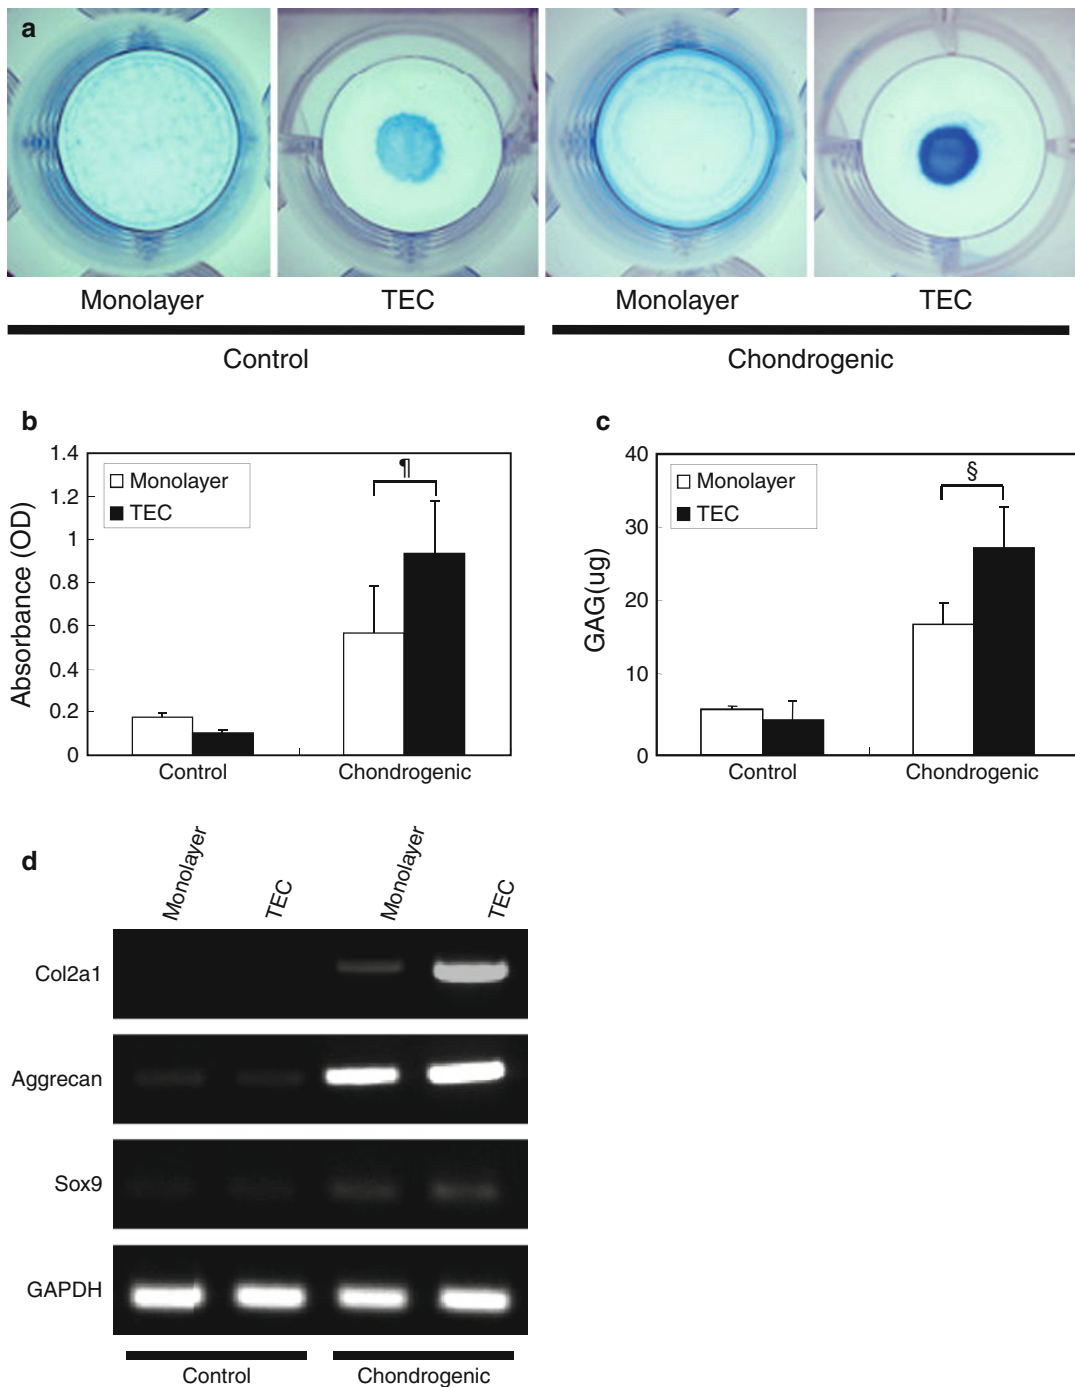 a
Monolayer TEC Monolayer TEC
Control Chondrogenic
b
1.4
1.2
1
0.8
0.6
0.4
0.2
0
Absorbance (OD)
Monolayer
TEC
¶
Control Chondrogenic
c
40
30
20
10
0
GAG(ug)
Monolayer
TEC
§
Control Chondrogenic
d
Monolayer TEC Monolayer TEC
Col2a1
Aggrecan
Sox9
GAPDH
Control Chondrogenic